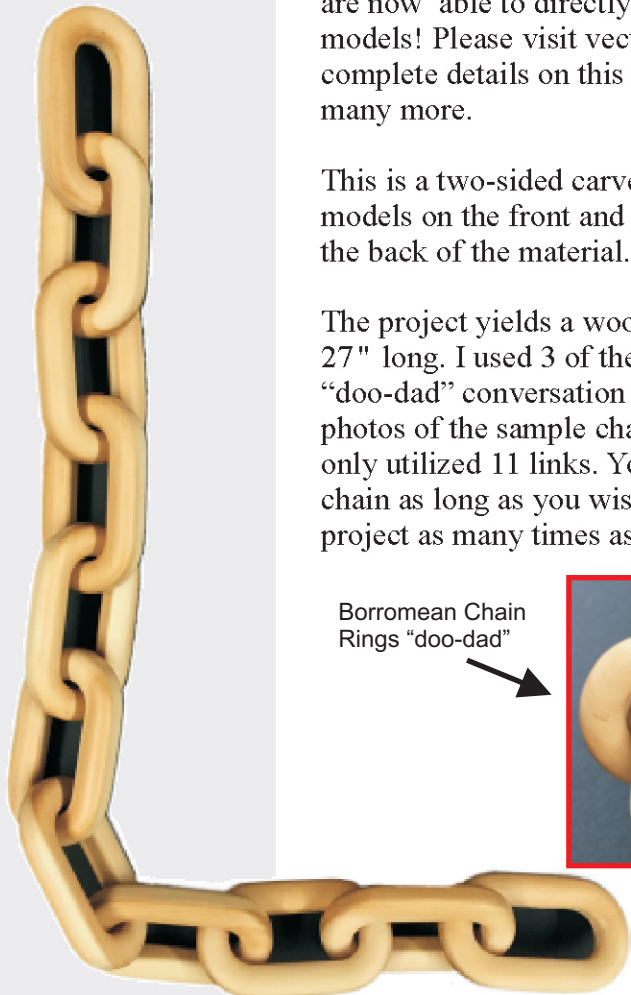 are now able to directly
models! Please visit vect
complete details on this
many more.
This is a two-sided carve
models on the front and
the back of the material.
The project yields a woo
27" long. I used 3 of the
“doo-dad” conversation
photos of the sample cha
only utilized 11 links. Yo
chain as long as you wis
project as many times as
Borromean Chain
Rings “doo-dad”